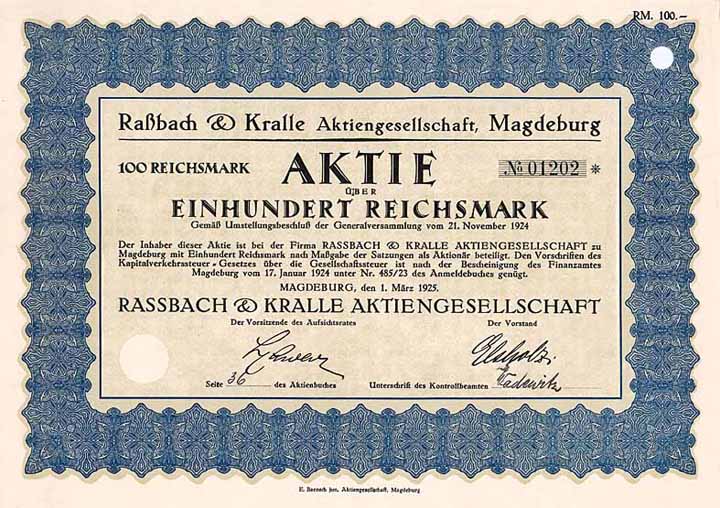 RM. 100.—
Raßbach & Kralle Aktiengesellschaft, Magdeburg
100 REICHSMARK AKTIE № 01202 *
ÜBER
EINHUNDERT REICHSMARK
Gemäß Umstellungsbeschluß der Generalversammlung vom 21. November 1924
Der Inhaber dieser Aktie ist bei der Firma RASSBACH & KRALLE AKTIENGESELLSCHAFT zu
Magdeburg mit Einhundert Reichsmark nach Maßgabe der Satzungen als Aktionär beteiligt. Den Vorschriften des
Kapitalverkehrssteuer-Gesetzes über die Gesellschaftssteuer ist nach der Bescheinigung des Finanzamtes
Magdeburg vom 17. Januar 1924 unter Nr. 485/23 des Anmeldebuches genügt.
MAGDEBURG, den 1. März 1925.
RASSBACH & KRALLE AKTIENGESELLSCHAFT
Der Vorsitzende des Aufsichtsrates Der Vorstand
Seite 36 des Aktienbuches Unterschrift des Kontrollbeamten
E. Baensch jun. Aktiengesellschaft, Magdeburg